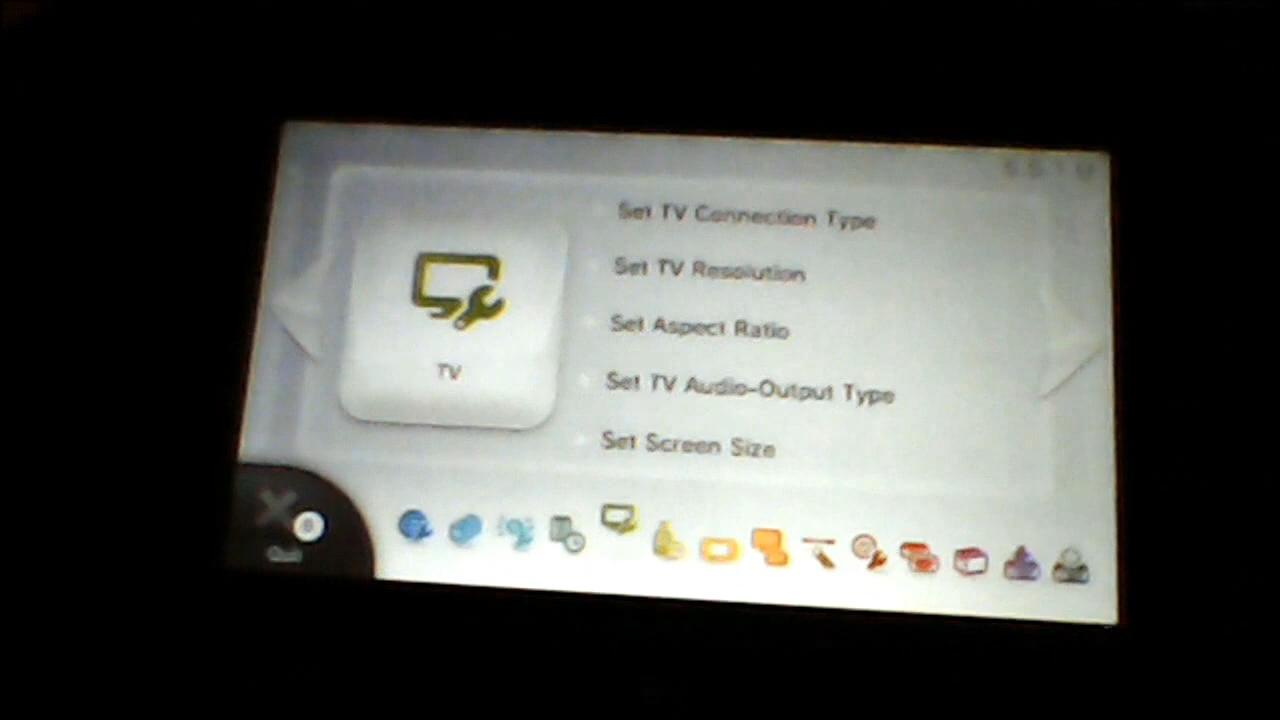 Set TV Connection Type
Set TV Resolution
Set Aspect Ratio
Set TV Audio-Output Type
Set Screen Size
TV
Quit